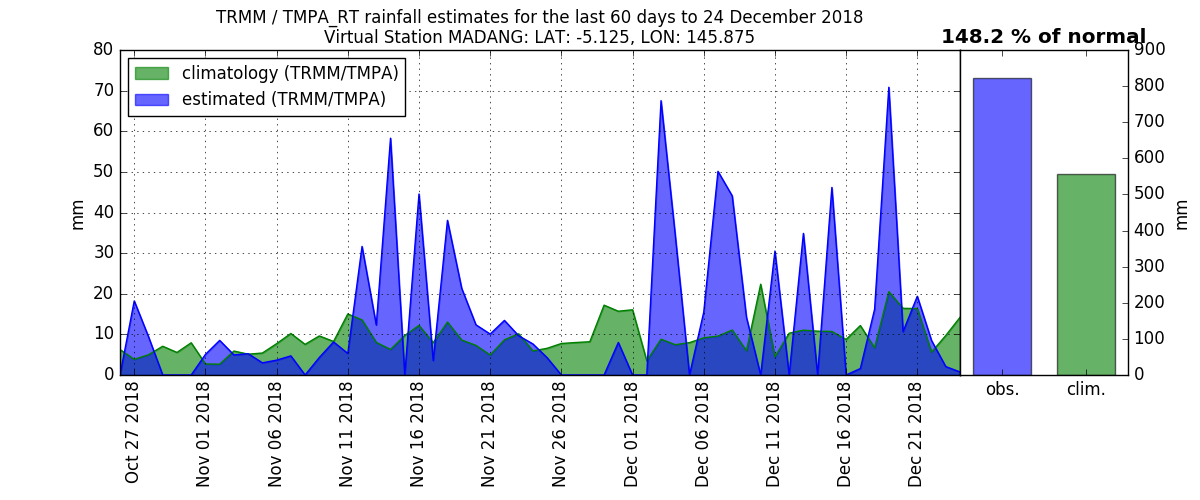 TRMM / TMPA_RT rainfall estimates for the last 60 days to 24 December 2018
Virtual Station MADANG: LAT: -5.125, LON: 145.875
148.2 % of normal
climatology (TRMM/TMPA)
estimated (TRMM/TMPA)
mm
80
70
60
50
40
30
20
10
0
Oct 27 2018
Nov 01 2018
Nov 06 2018
Nov 11 2018
Nov 16 2018
Nov 21 2018
Nov 26 2018
Dec 01 2018
Dec 06 2018
Dec 11 2018
Dec 16 2018
Dec 21 2018
obs.
clim.
900
800
700
600
500
400
300
200
100
0
mm